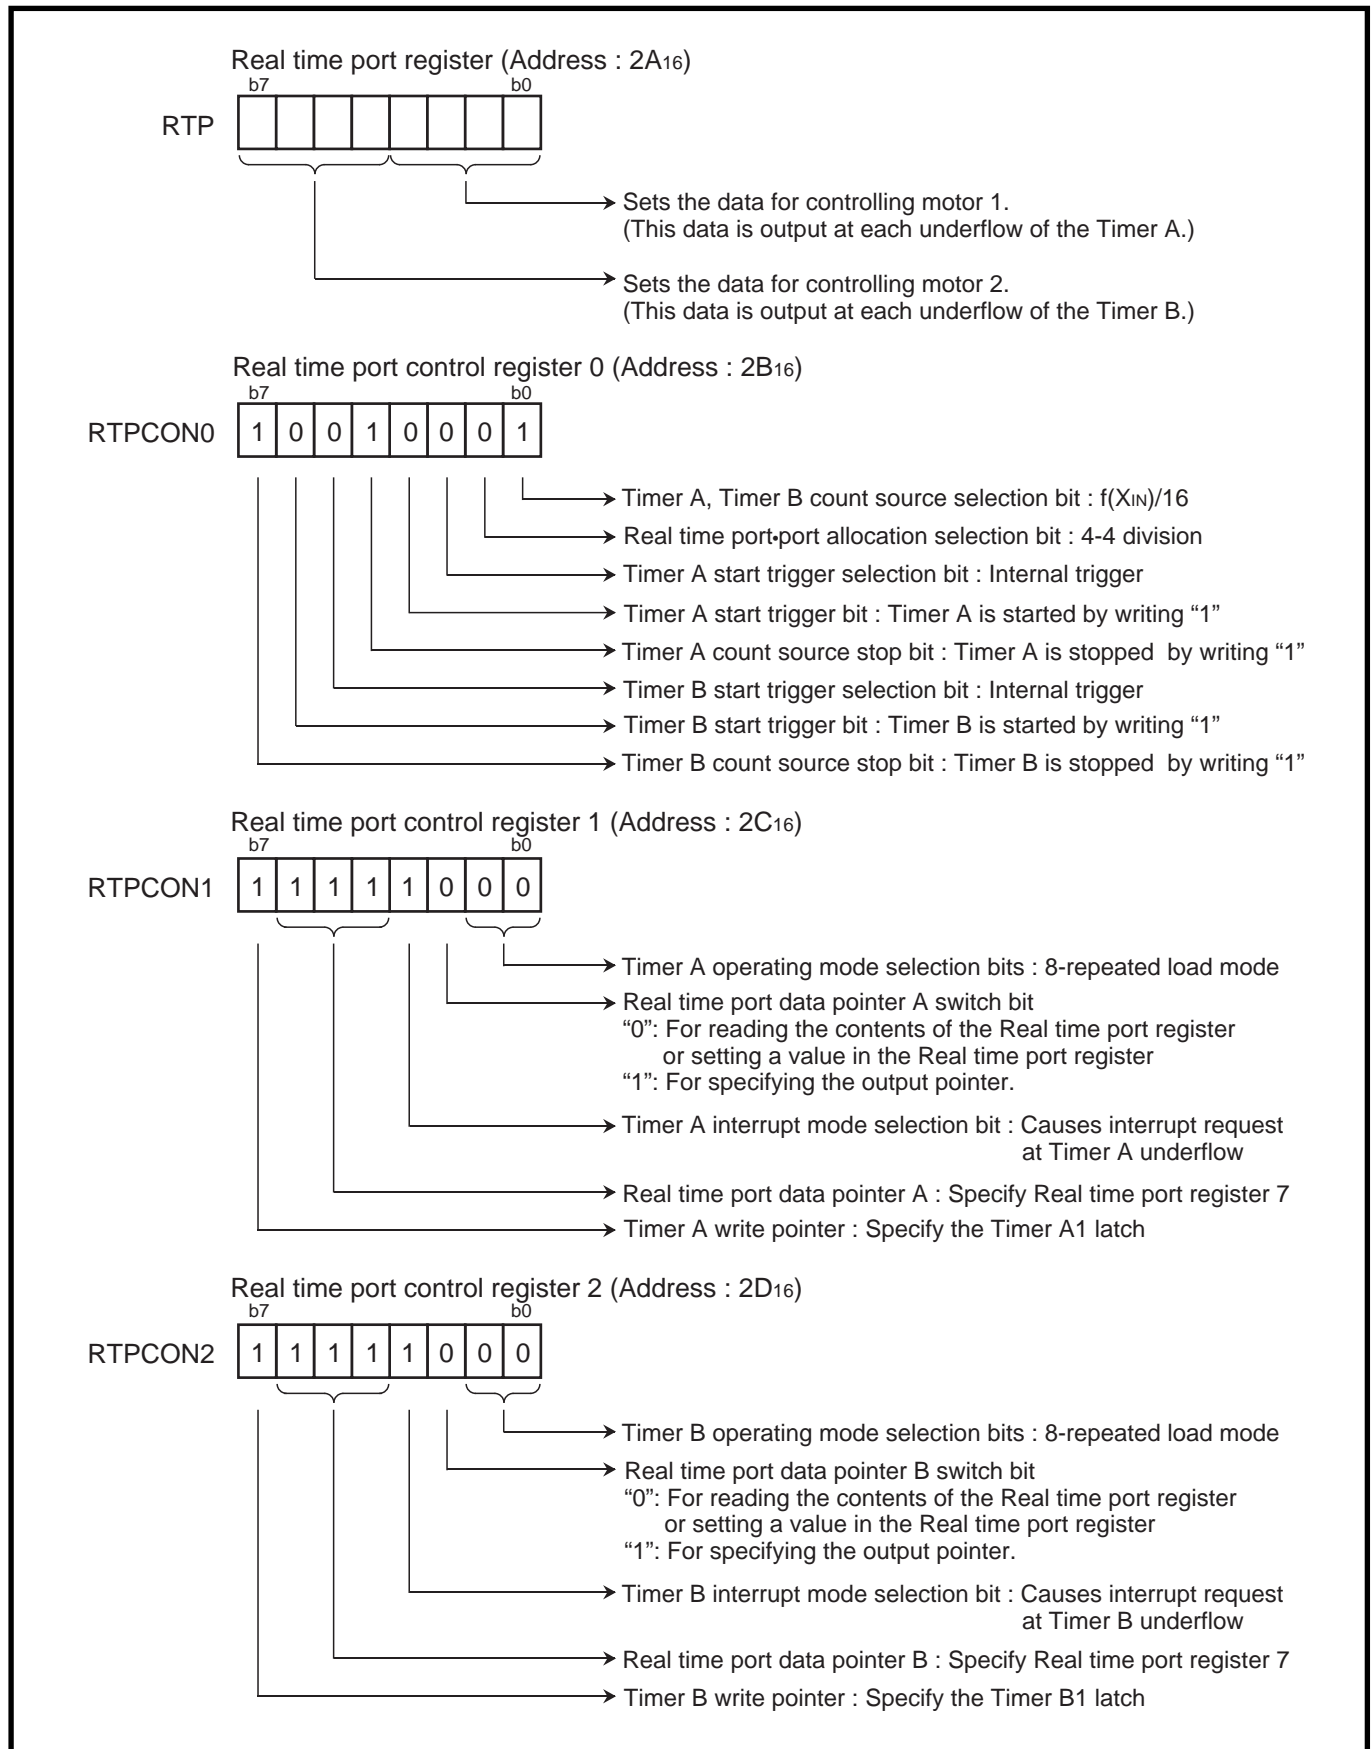 Real time port register (Address : 2A16)
b7 b0
RTP
Sets the data for controlling motor 1.
(This data is output at each underflow of the Timer A.)
Sets the data for controlling motor 2.
(This data is output at each underflow of the Timer B.)
Real time port control register 0 (Address : 2B16)
b7 b0
RTPCON0 1 0 0 1 0 0 0 1
Timer A, Timer B count source selection bit : f(XIN)/16
Real time port•port allocation selection bit : 4-4 division
Timer A start trigger selection bit : Internal trigger
Timer A start trigger bit : Timer A is started by writing “1”
Timer A count source stop bit : Timer A is stopped by writing “1”
Timer B start trigger selection bit : Internal trigger
Timer B start trigger bit : Timer B is started by writing “1”
Timer B count source stop bit : Timer B is stopped by writing “1”
Real time port control register 1 (Address : 2C16)
b7 b0
RTPCON1 1 1 1 1 1 0 0 0
Timer A operating mode selection bits : 8-repeated load mode
Real time port data pointer A switch bit
“0”: For reading the contents of the Real time port register
or setting a value in the Real time port register
“1”: For specifying the output pointer.
Timer A interrupt mode selection bit : Causes interrupt request
at Timer A underflow
Real time port data pointer A : Specify Real time port register 7
Timer A write pointer : Specify the Timer A1 latch
Real time port control register 2 (Address : 2D16)
b7 b0
RTPCON2 1 1 1 1 1 0 0 0
Timer B operating mode selection bits : 8-repeated load mode
Real time port data pointer B switch bit
“0”: For reading the contents of the Real time port register
or setting a value in the Real time port register
“1”: For specifying the output pointer.
Timer B interrupt mode selection bit : Causes interrupt request
at Timer B underflow
Real time port data pointer B : Specify Real time port register 7
Timer B write pointer : Specify the Timer B1 latch